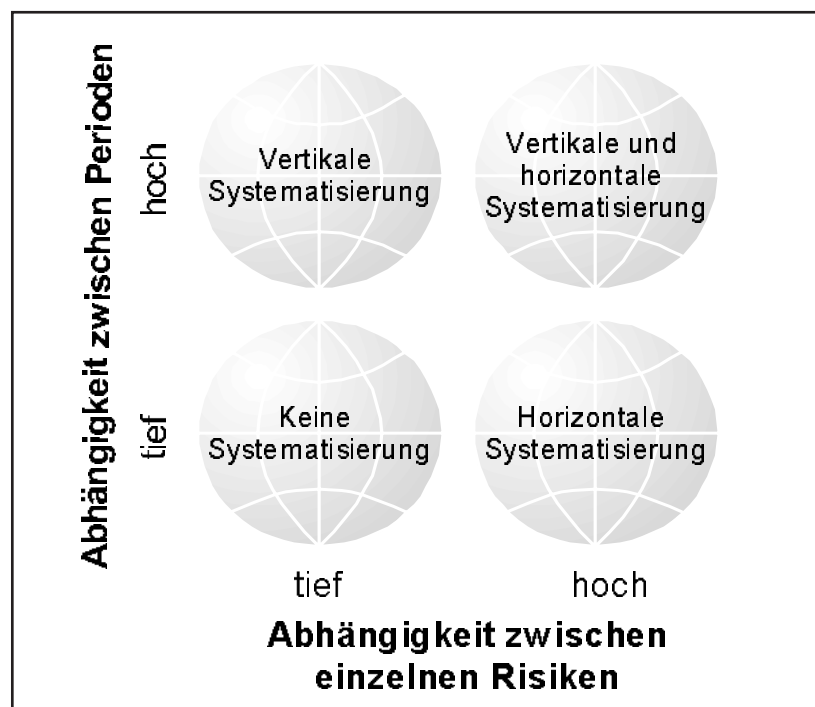 Abhängigkeit zwischen Perioden
hoch
Vertikale
Systematisierung
Vertikale und
horizontale
Systematisierung
tief
Keine
Systematisierung
Horizontale
Systematisierung
tief
hoch
Abhängigkeit zwischen
einzelnen Risiken